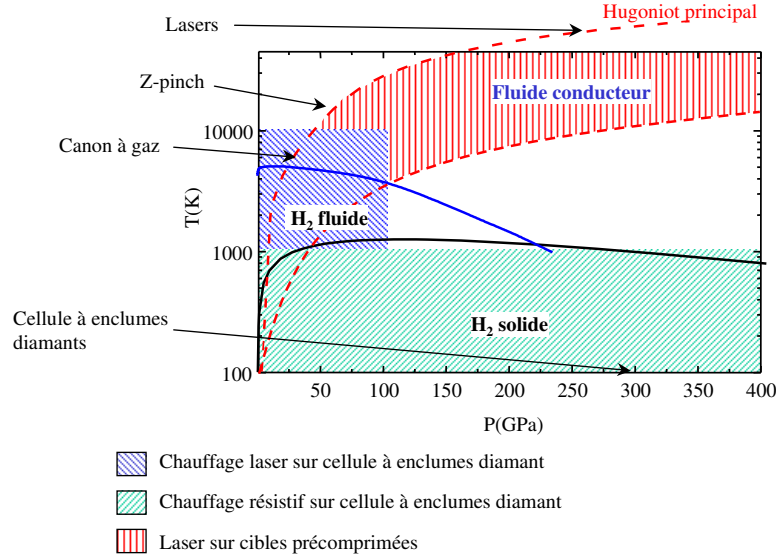 Hugoniot principal
Lasers
Z-pinch
Fluide conducteur
Canon à gaz
10000
T(K)
H2 fluide
1000
Cellule à enclumes
diamants
H2 solide
100
50
100
150
200
250
300
350
400
P(GPa)
Chauffage laser sur cellule à enclumes diamant
Chauffage résistif sur cellule à enclumes diamant
Laser sur cibles précomprimées